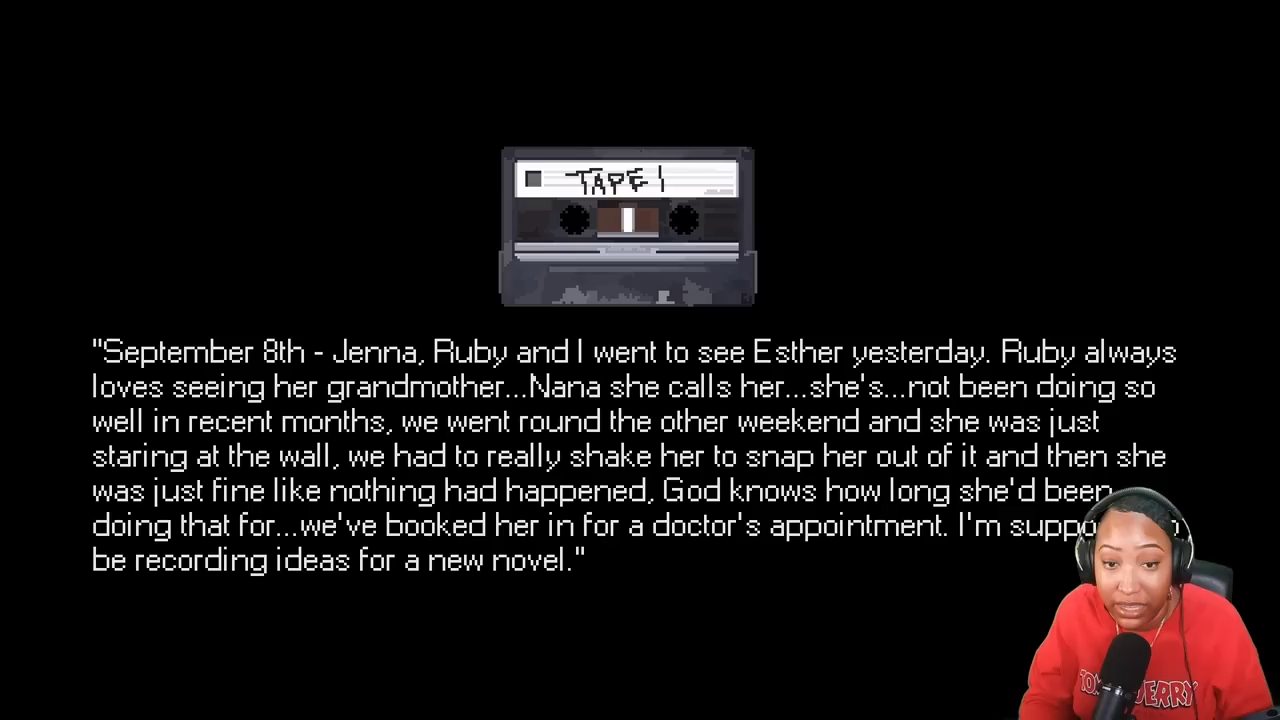 TAPE 1
"September 8th - Jenna, Ruby and I went to see Esther yesterday. Ruby always
loves seeing her grandmother...Nana she calls her...she's...not been doing so
well in recent months, we went round the other weekend and she was just
staring at the wall, we had to really shake her to snap her out of it and then she
was just fine like nothing had happened, God knows how long she'd been
doing that for...we've booked her in for a doctor's appointment. I'm
be recording ideas for a new novel."
JERRY